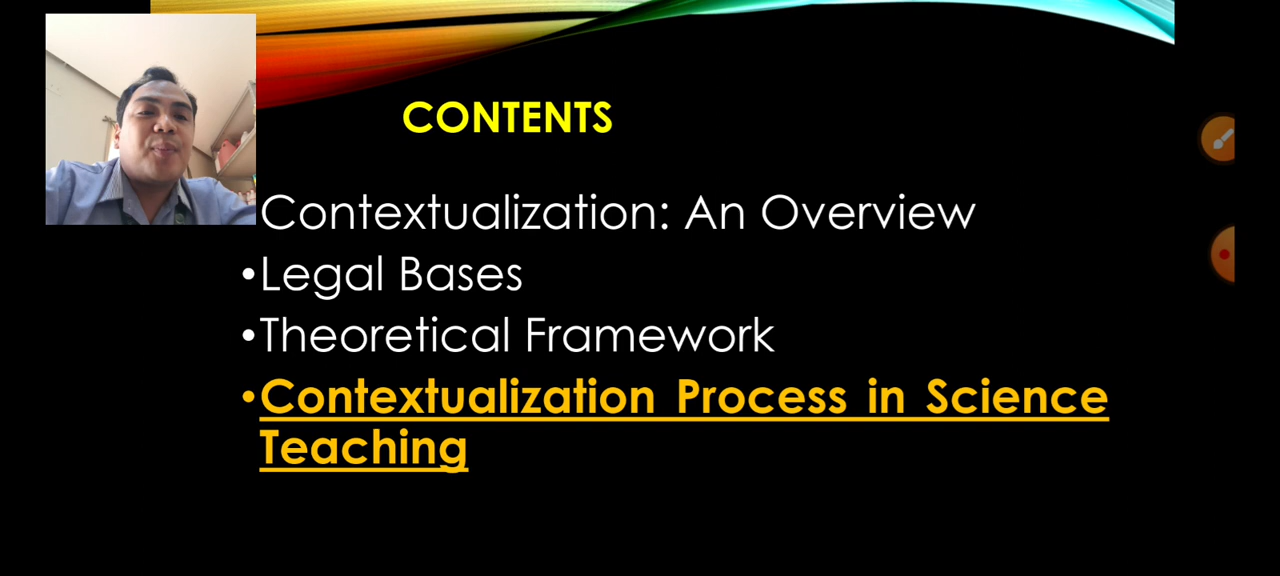 CONTENTS
Contextualization: An Overview
•Legal Bases
•Theoretical Framework
•Contextualization Process in Science
Teaching